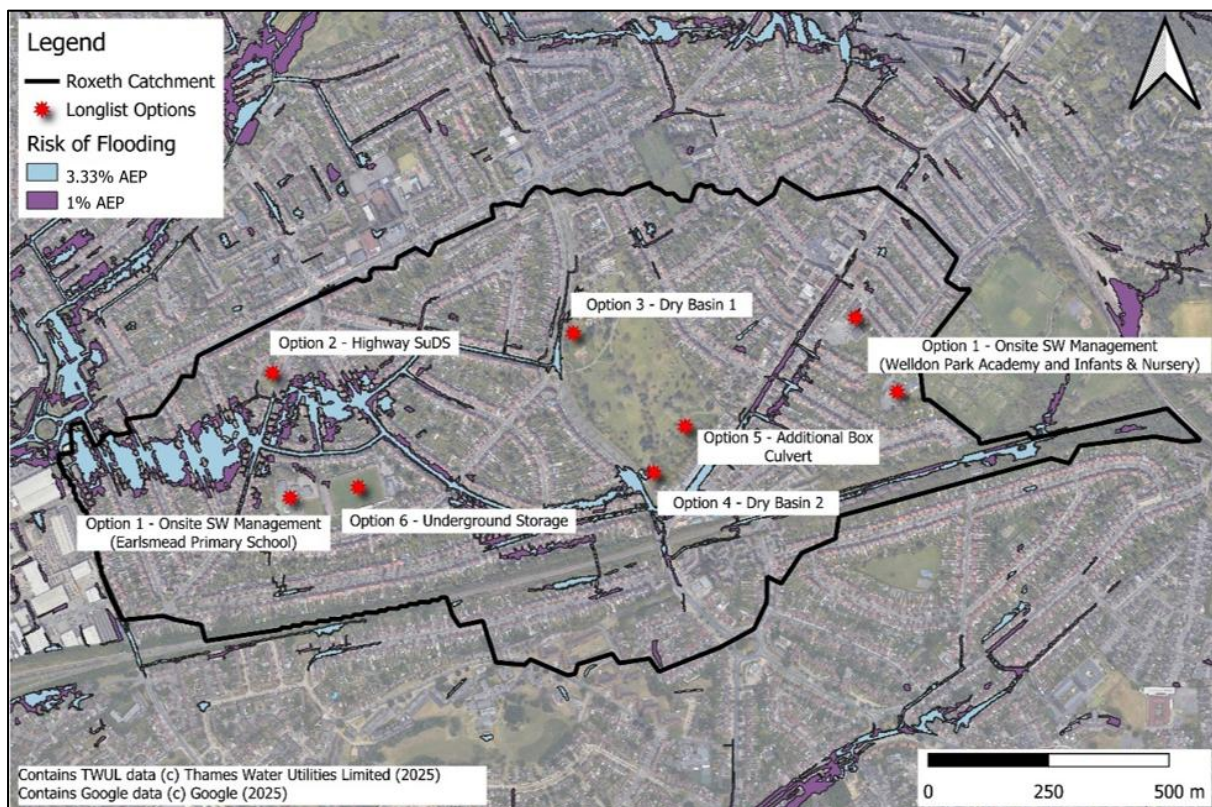 Legend
Roxeth Catchment
Longlist Options
Risk of Flooding
3.33% AEP
1% AEP
Option 3 - Dry Basin 1
Option 2 - Highway SuDS
Option 1 - Onsite SW Management
(Welldon Park Academy and Infants & Nursery)
Option 5 - Additional Box
Culvert
Option 4 - Dry Basin 2
Option 6 - Underground Storage
Option 1 - Onsite SW Management
(Earlsmead Primary School)
Contains TWUL data (c) Thames Water Utilities Limited (2025)
Contains Google data (c) Google (2025)
0 250 500 m